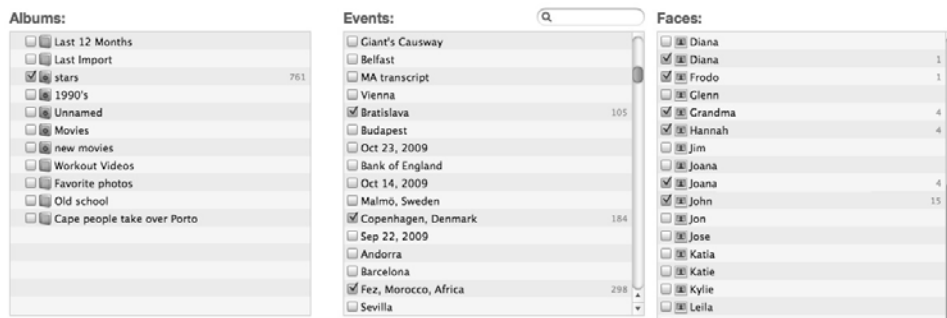 Albums:
Last 12 Months
Last Import
stars 761
1990's
Unnamed
Movies
new movies
Workout Videos
Favorite photos
Old school
Cape people take over Porto
Events:
Giant's Causway
Belfast
MA transcript
Vienna
Bratislava 105
Budapest
Oct 23, 2009
Bank of England
Oct 14, 2009
Malmö, Sweden
Copenhagen, Denmark 184
Sep 22, 2009
Andorra
Barcelona
Fez, Morocco, Africa 298
Sevilla
Faces:
Diana
Diana 1
Frodo 1
Glenn
Grandma 4
Hannah 4
Jim
Joana
Joana 4
John 15
Jon
Jose
Katia
Katie
Kylie
Leila